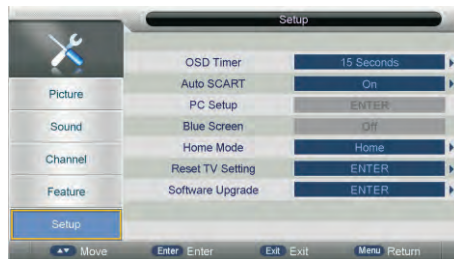 Setup
OSD Timer 15 Seconds
Auto SCART On
PC Setup ENTER
Blue Screen Off
Home Mode Home
Reset TV Setting ENTER
Software Upgrade ENTER
Picture
Sound
Channel
Feature
Setup
Move Enter Enter Exit Exit Menu Return